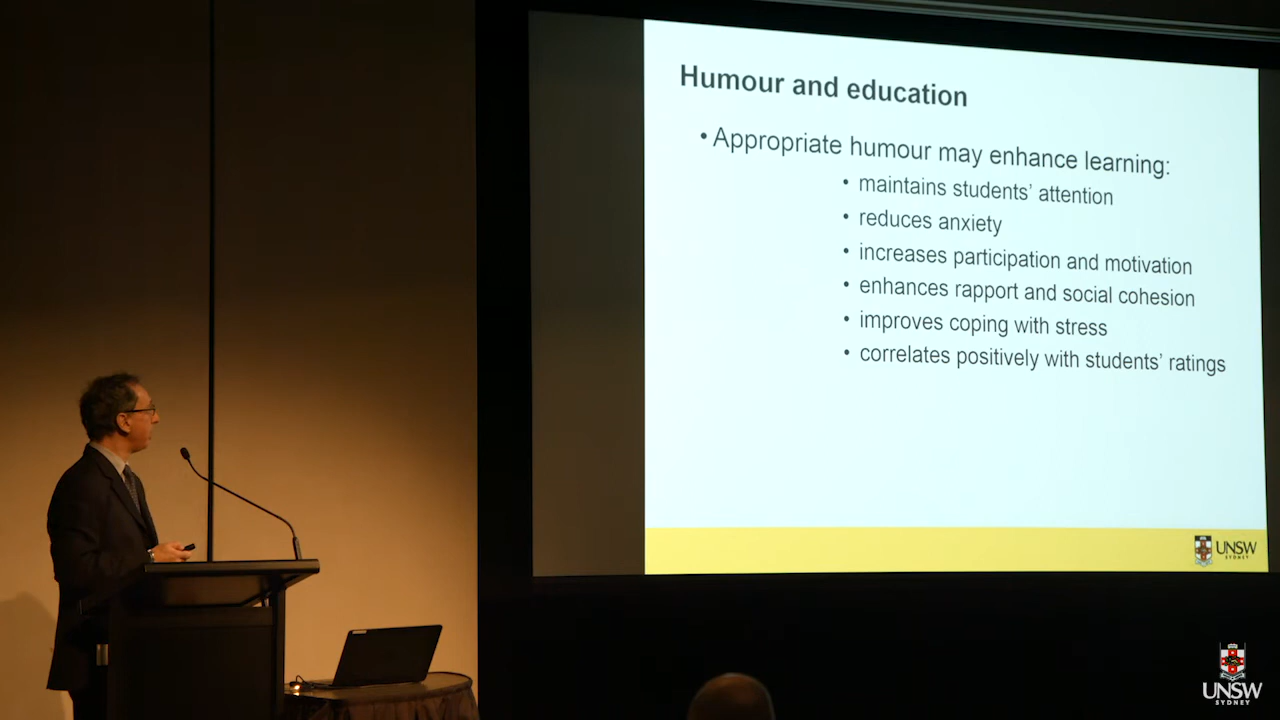 Humour and education
• Appropriate humour may enhance learning:
• maintains students’ attention
• reduces anxiety
• increases participation and motivation
• enhances rapport and social cohesion
• improves coping with stress
• correlates positively with students’ ratings
UNSW
SYDNEY
UNSW
SYDNEY